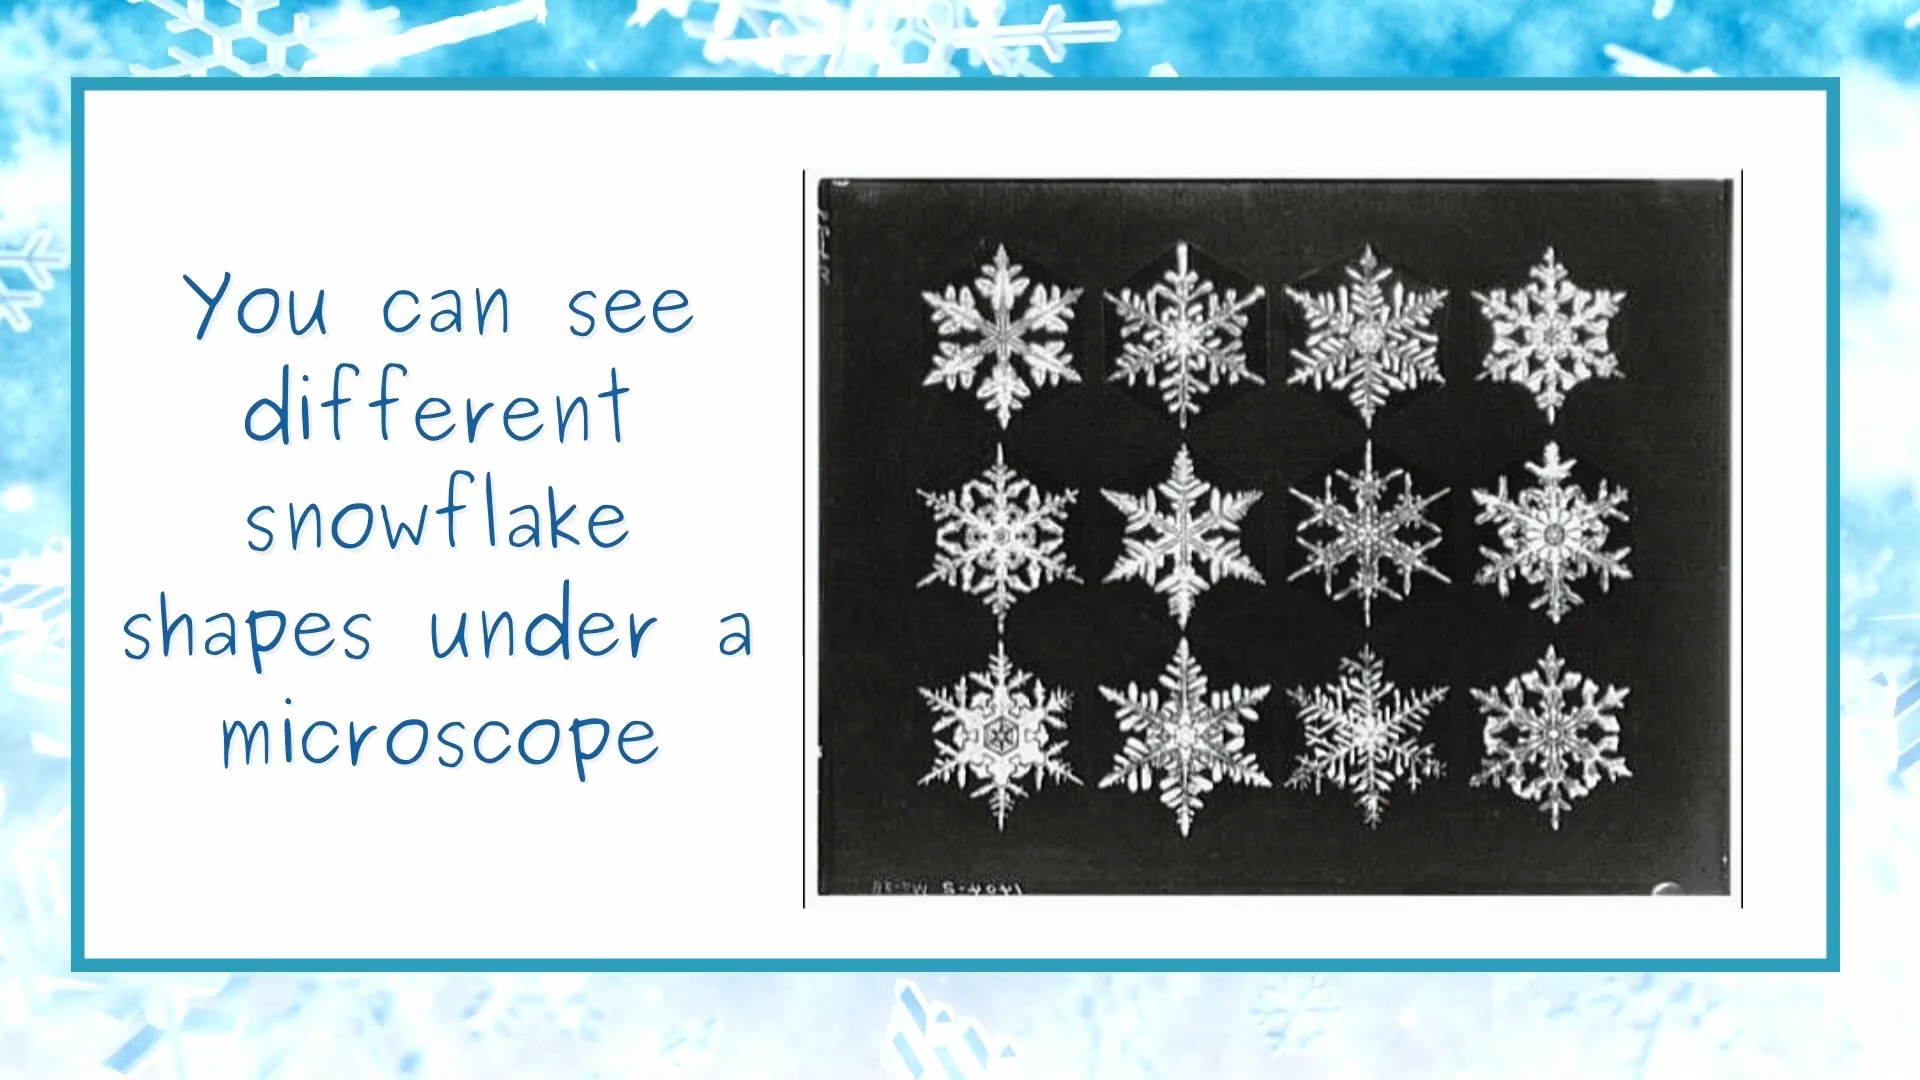 You can see
different
snowflake
shapes under a
microscope